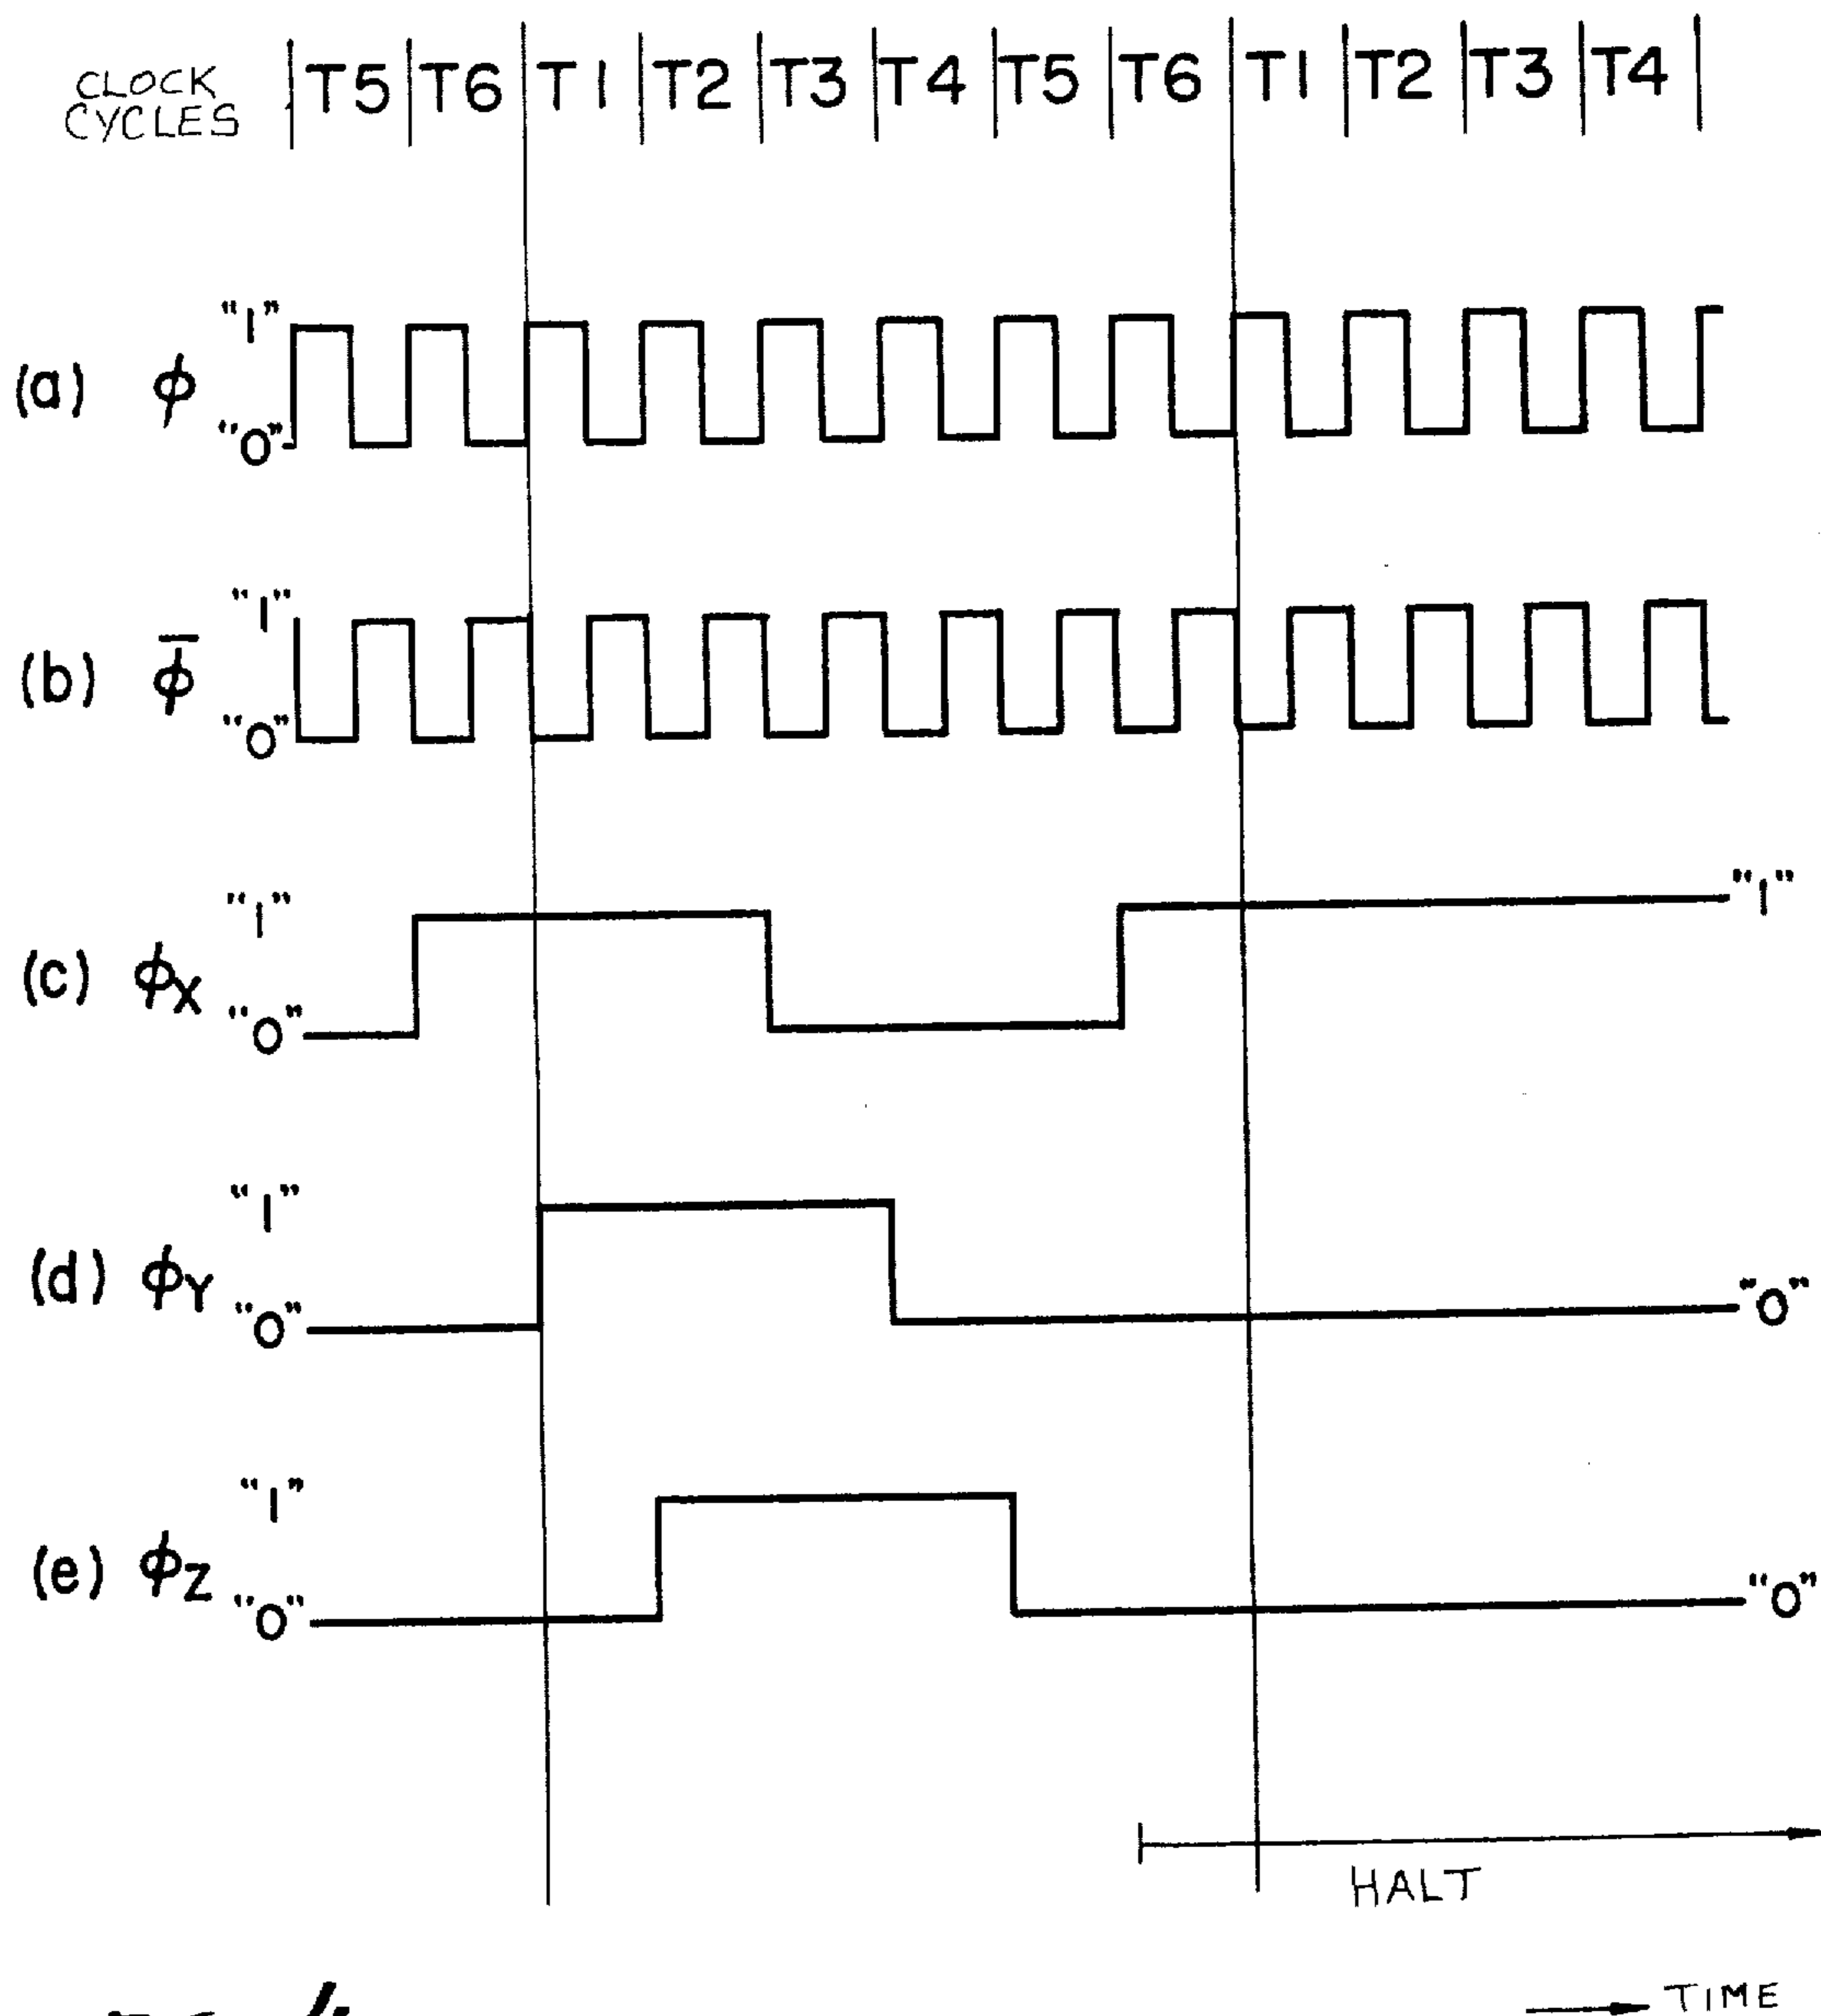 CLOCK
CYCLES
T5 T6 T1 T2 T3 T4 T5 T6 T1 T2 T3 T4
"1"
(a) ϕ
"0"
"1"
(b) ϕ̅
"0"
"1" "1"
(c) ϕX
"0"
"1"
(d) ϕY
"0" "0"
"1"
(e) ϕZ
"0" "0"
HALT
TIME